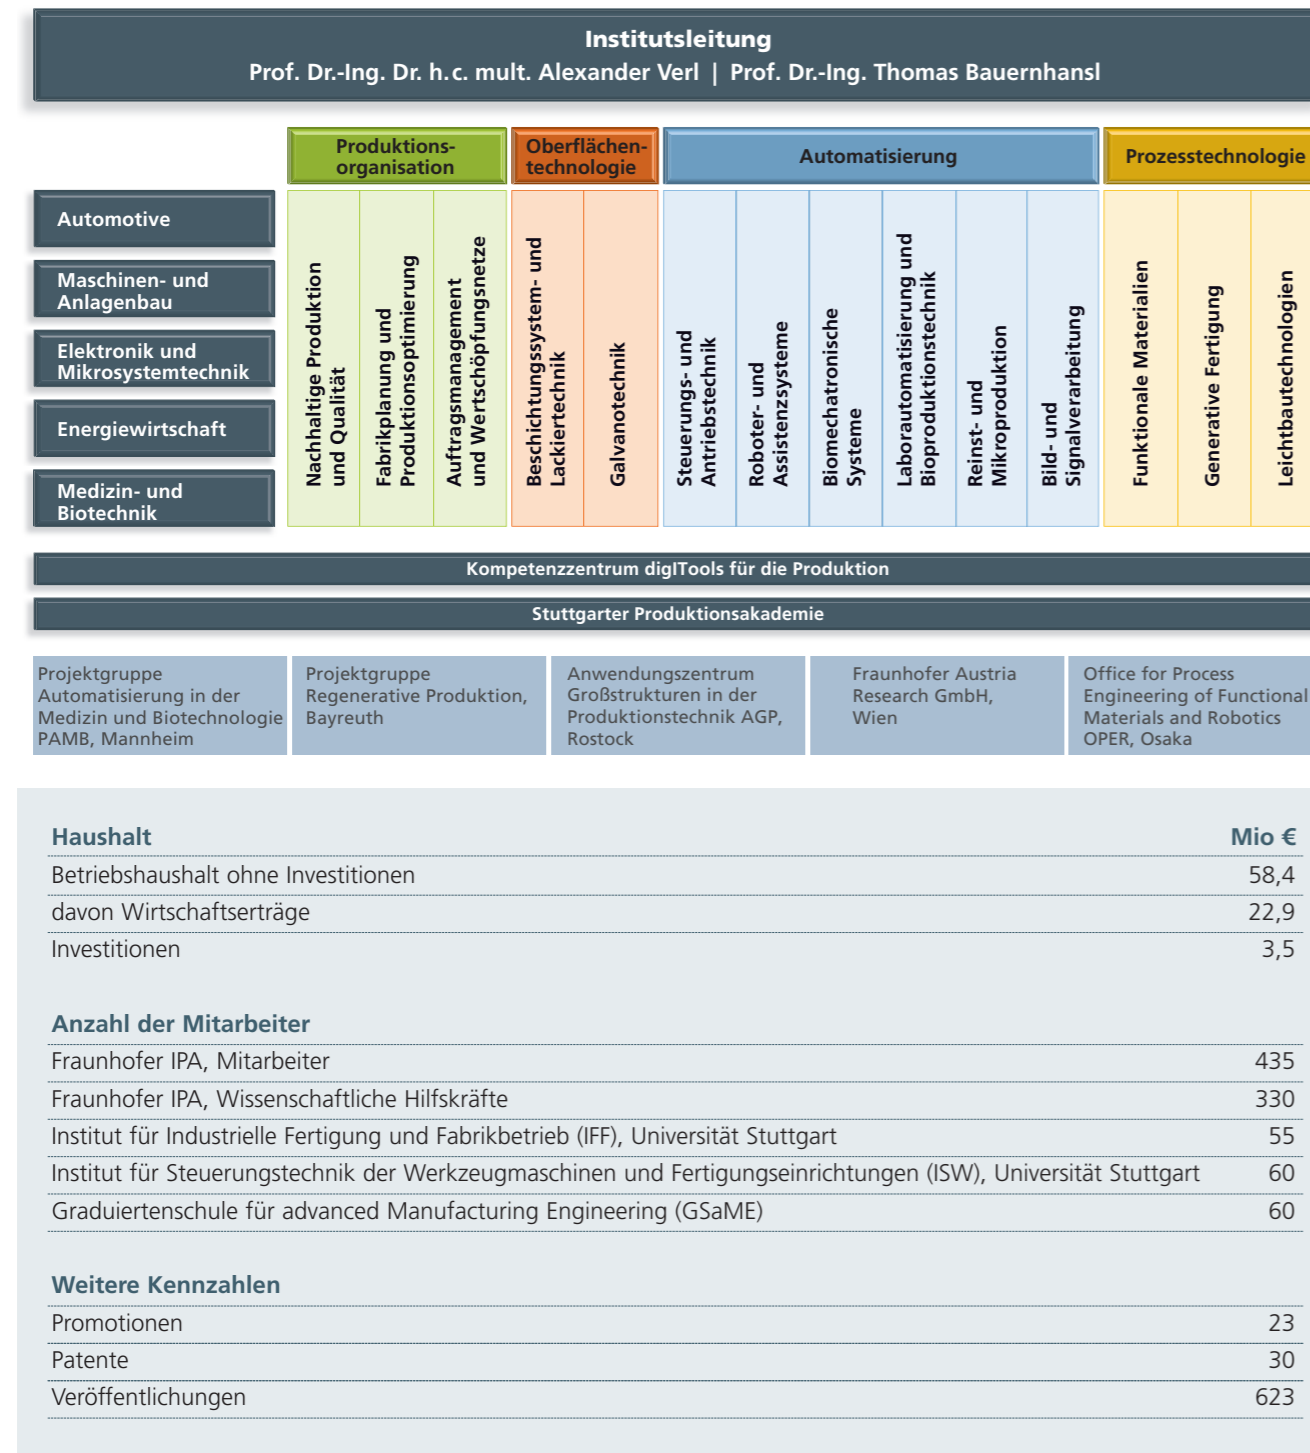 Institutsleitung
Prof. Dr.-Ing. Dr. h.c. mult. Alexander Verl | Prof. Dr.-Ing. Thomas Bauernhansl
Produktions-
organisation
Oberflächen-
technologie
Automatisierung
Prozesstechnologie
Automotive
Maschinen- und
Anlagenbau
Elektronik und
Mikrosystemtechnik
Energiewirtschaft
Medizin- und
Biotechnik
Nachhaltige Produktion
und Qualität
Fabrikplanung und
Produktionsoptimierung
Auftragsmanagement
und Wertschöpfungsnetze
Beschichtungssystem- und
Lackiertechnik
Galvanotechnik
Steuerungs- und
Antriebstechnik
Roboter- und
Assistenzsysteme
Biomechatronische
Systeme
Laborautomatisierung und
Bioproduktionstechnik
Reinst- und
Mikroproduktion
Bild- und
Signalverarbeitung
Funktionale Materialien
Generative Fertigung
Leichtbautechnologien
Kompetenzzentrum digITools für die Produktion
Stuttgarter Produktionsakademie
Projektgruppe
Automatisierung in der
Medizin und Biotechnologie
PAMB, Mannheim
Projektgruppe
Regenerative Produktion,
Bayreuth
Anwendungszentrum
Großstrukturen in der
Produktionstechnik AGP,
Rostock
Fraunhofer Austria
Research GmbH,
Wien
Office for Process
Engineering of Functional
Materials and Robotics
OPER, Osaka
Haushalt Mio €
Betriebshaushalt ohne Investitionen 58,4
davon Wirtschaftserträge 22,9
Investitionen 3,5
Anzahl der Mitarbeiter
Fraunhofer IPA, Mitarbeiter 435
Fraunhofer IPA, Wissenschaftliche Hilfskräfte 330
Institut für Industrielle Fertigung und Fabrikbetrieb (IFF), Universität Stuttgart 55
Institut für Steuerungstechnik der Werkzeugmaschinen und Fertigungseinrichtungen (ISW), Universität Stuttgart 60
Graduiertenschule für advanced Manufacturing Engineering (GSaME) 60
Weitere Kennzahlen
Promotionen 23
Patente 30
Veröffentlichungen 623